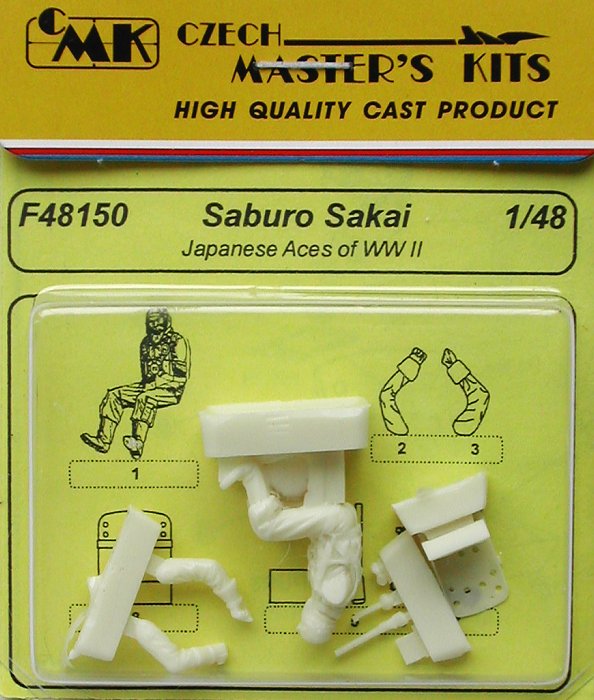 CMK
CZECH
MASTER'S KITS
HIGH QUALITY CAST PRODUCT
F48150 Saburo Sakai 1/48
Japanese Aces of WW II
1
2 3